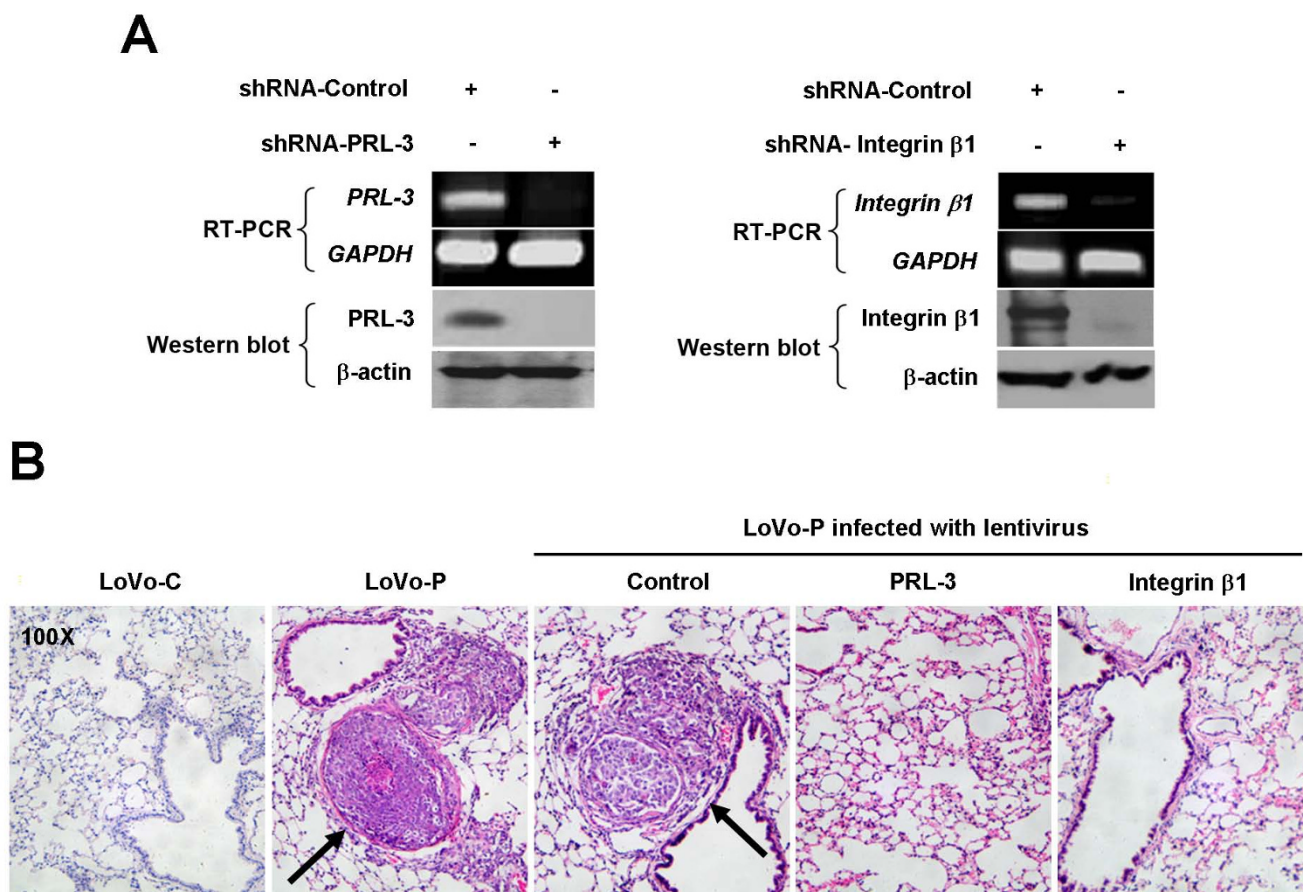 A
shRNA-Control + -
shRNA-PRL-3 - +
RT-PCR
PRL-3
GAPDH
Western blot
PRL-3
β-actin
shRNA-Control + -
shRNA- Integrin β1 - +
RT-PCR
Integrin β1
GAPDH
Western blot
Integrin β1
β-actin
B
LoVo-P infected with lentivirus
LoVo-C LoVo-P Control PRL-3 Integrin β1
100X